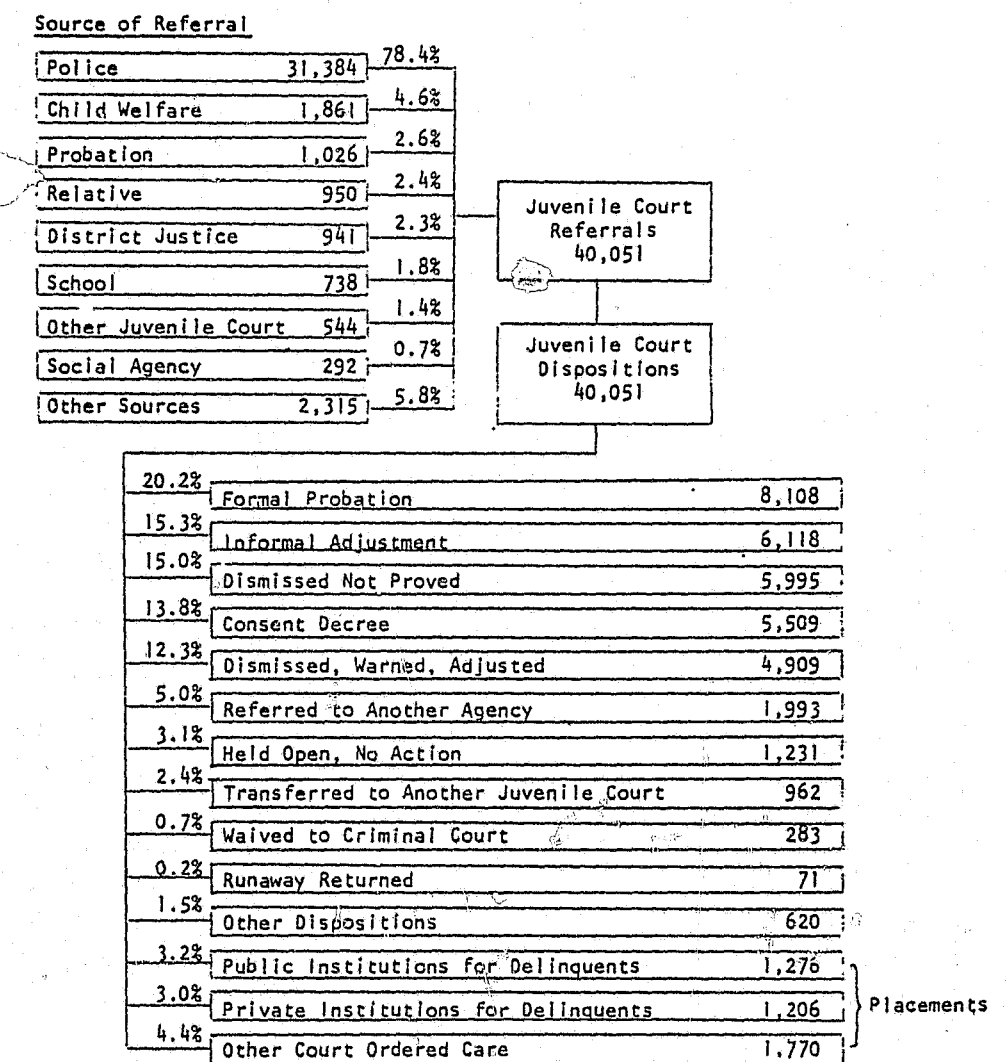 Source of Referral
Police 31,384 78.4%
Child Welfare 1,861 4.6%
Probation 1,026 2.6%
Relative 950 2.4%
District Justice 941 2.3%
School 738 1.8%
Other Juvenile Court 544 1.4%
Social Agency 292 0.7%
Other Sources 2,315 5.8%
Juvenile Court
Referrals
40,051
Juvenile Court
Dispositions
40,051
20.2% Formal Probation 8,108
15.3% Informal Adjustment 6,118
15.0% Dismissed Not Proved 5,995
13.8% Consent Decree 5,509
12.3% Dismissed, Warned, Adjusted 4,909
5.0% Referred to Another Agency 1,993
3.1% Held Open, No Action 1,231
2.4% Transferred to Another Juvenile Court 962
0.7% Waived to Criminal Court 283
0.2% Runaway Returned 71
1.5% Other Dispositions 620
3.2% Public Institutions for Delinquents 1,276
3.0% Private Institutions for Delinquents 1,206
4.4% Other Court Ordered Care 1,770
Placements